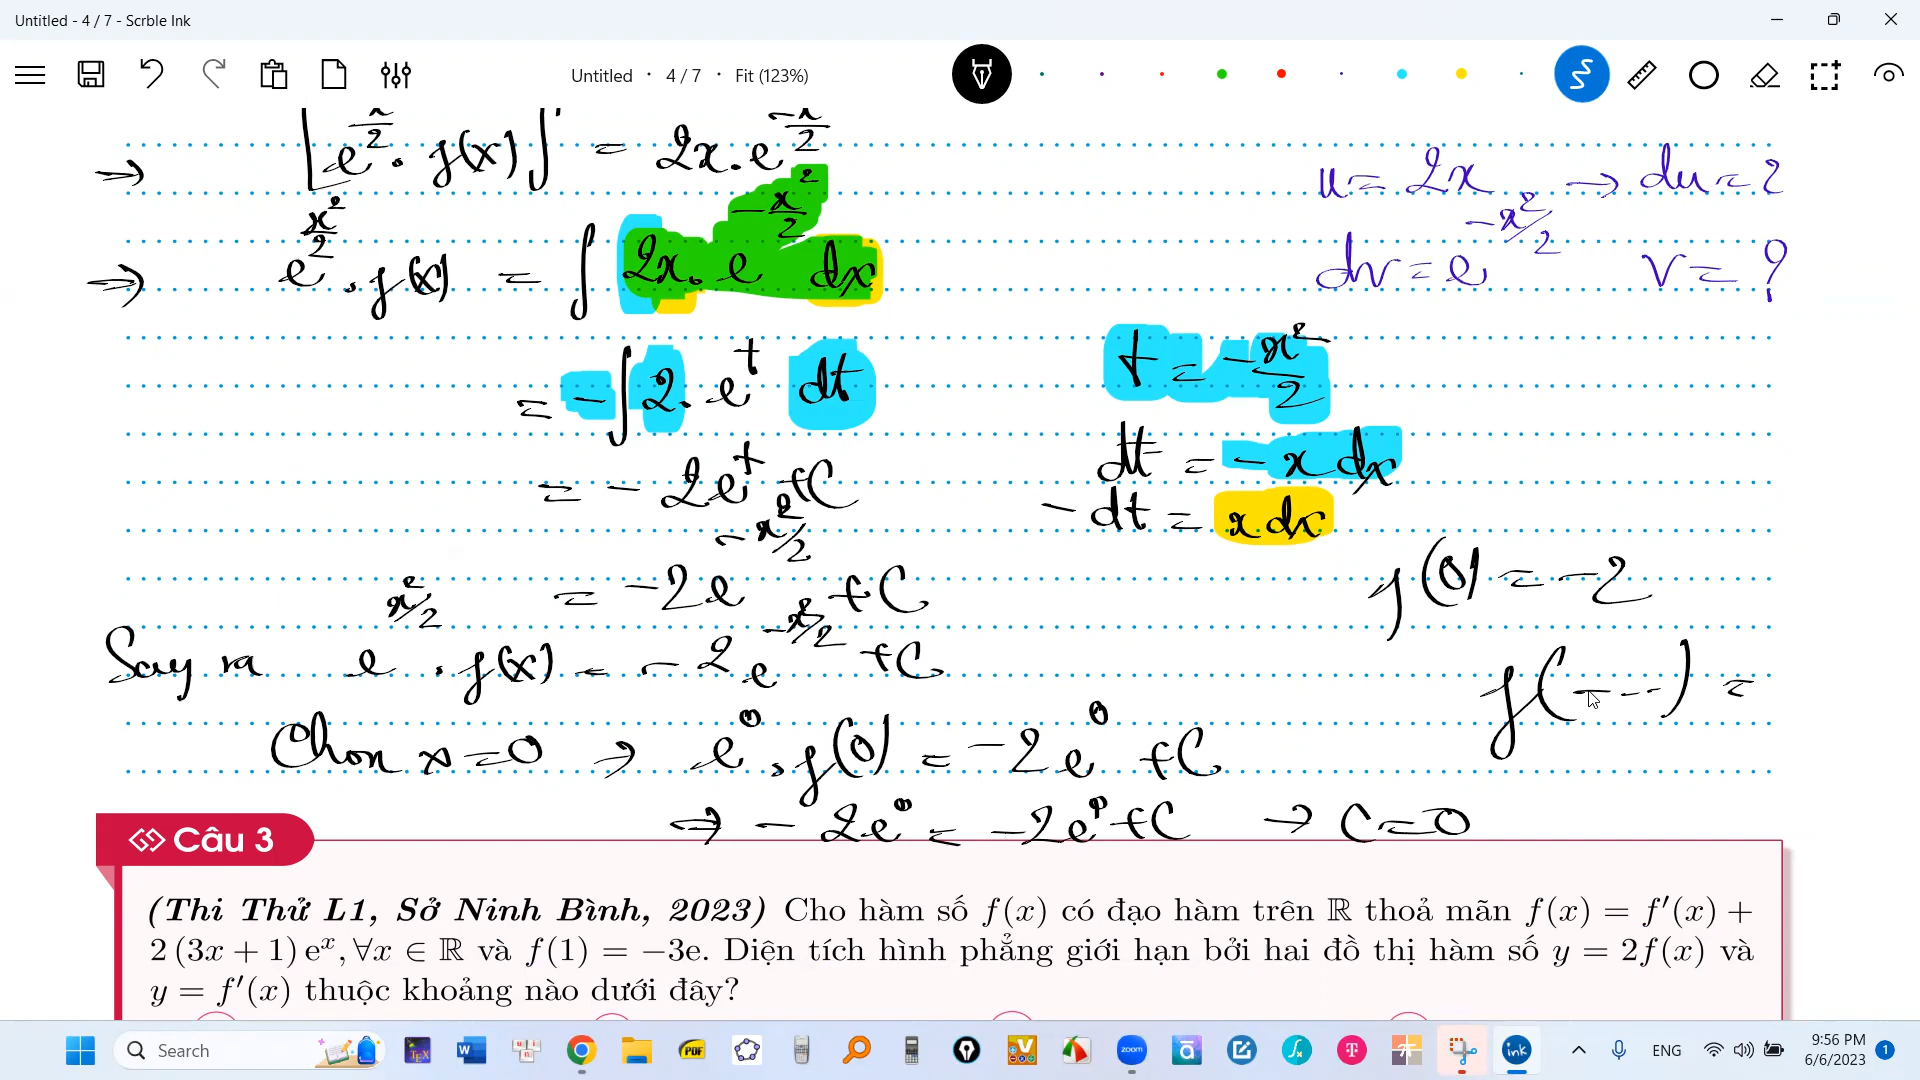 Untitled - 4 / 7 - Scrble Ink
Untitled • 4 / 7 • Fit (123%)
→ [e^{x²/2} . f(x)]' = 2x.e^{-x²/2}
u = 2x → du = ?
⇒ e^{x²/2} . f(x) = ∫ 2x. e^{-x²/2} dx
dv = e^{-x²/2} v = ?
= - ∫ 2. e^t dt
t = -x²/2
dt = -x dx
= -2e^t + C
-dt = x dx
= -2e^{-x²/2} + C
f(0) = -2
Suy ra e^{x²/2} . f(x) = -2e^{-x²/2} + C
f(----) =
Chon x = 0 → e^0 . f(0) = -2e^0 + C
⇒ -2e^0 = -2e^0 + C → C = 0
Câu 3
(Thi Thử L1, Sở Ninh Bình, 2023) Cho hàm số f(x) có đạo hàm trên ℝ thoả mãn f(x) = f′(x) +
2 (3x + 1) e^x, ∀x ∈ ℝ và f(1) = −3e. Diện tích hình phẳng giới hạn bởi hai đồ thị hàm số y = 2f(x) và
y = f′(x) thuộc khoảng nào dưới đây?
Search
PDF
zoom
ink
ENG
9:56 PM
6/6/2023
1